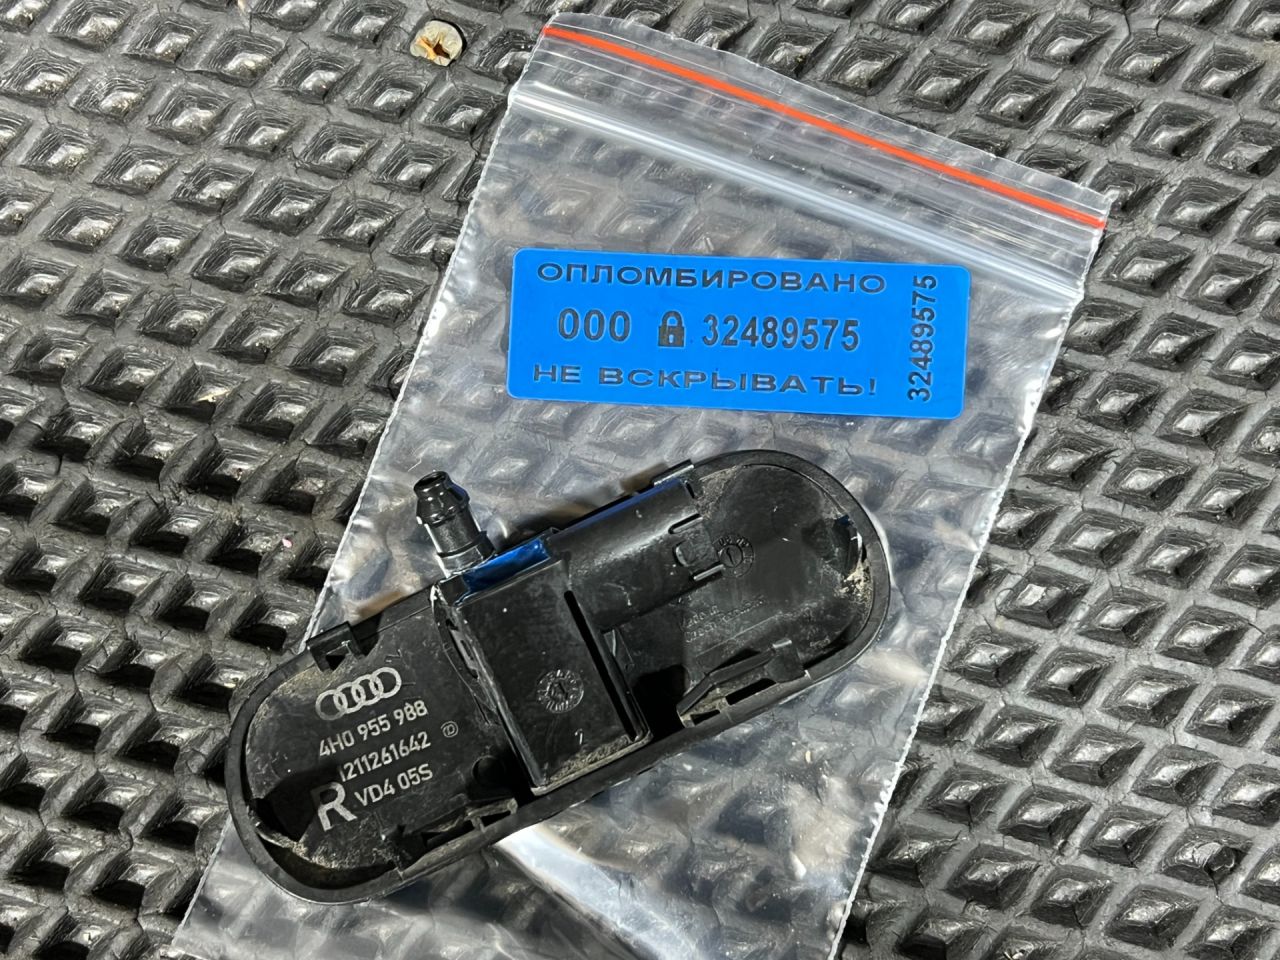 ОПЛОМБИРОВАНО
000 32489575
НЕ ВСКРЫВАТЬ!
32489575
4H0 955 988
1211261642
R VD4 05S